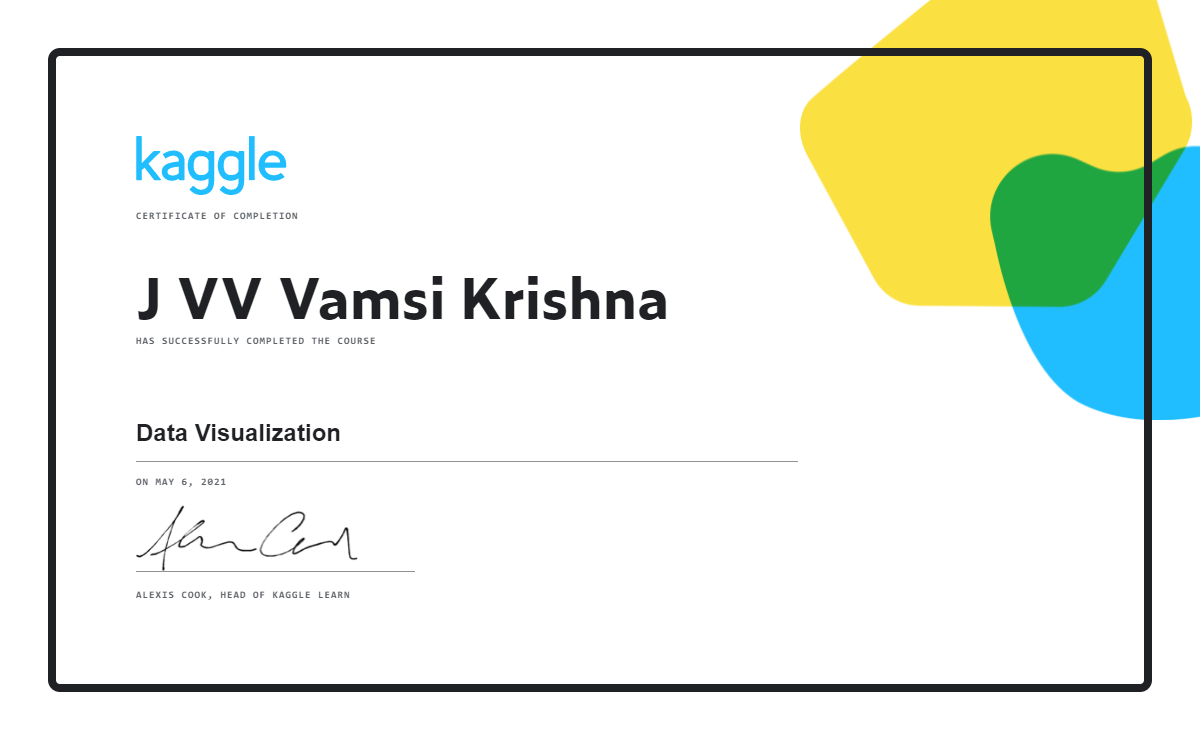 kaggle
CERTIFICATE OF COMPLETION
J VV Vamsi Krishna
HAS SUCCESSFULLY COMPLETED THE COURSE
Data Visualization
ON MAY 6, 2021
ALEXIS COOK, HEAD OF KAGGLE LEARN